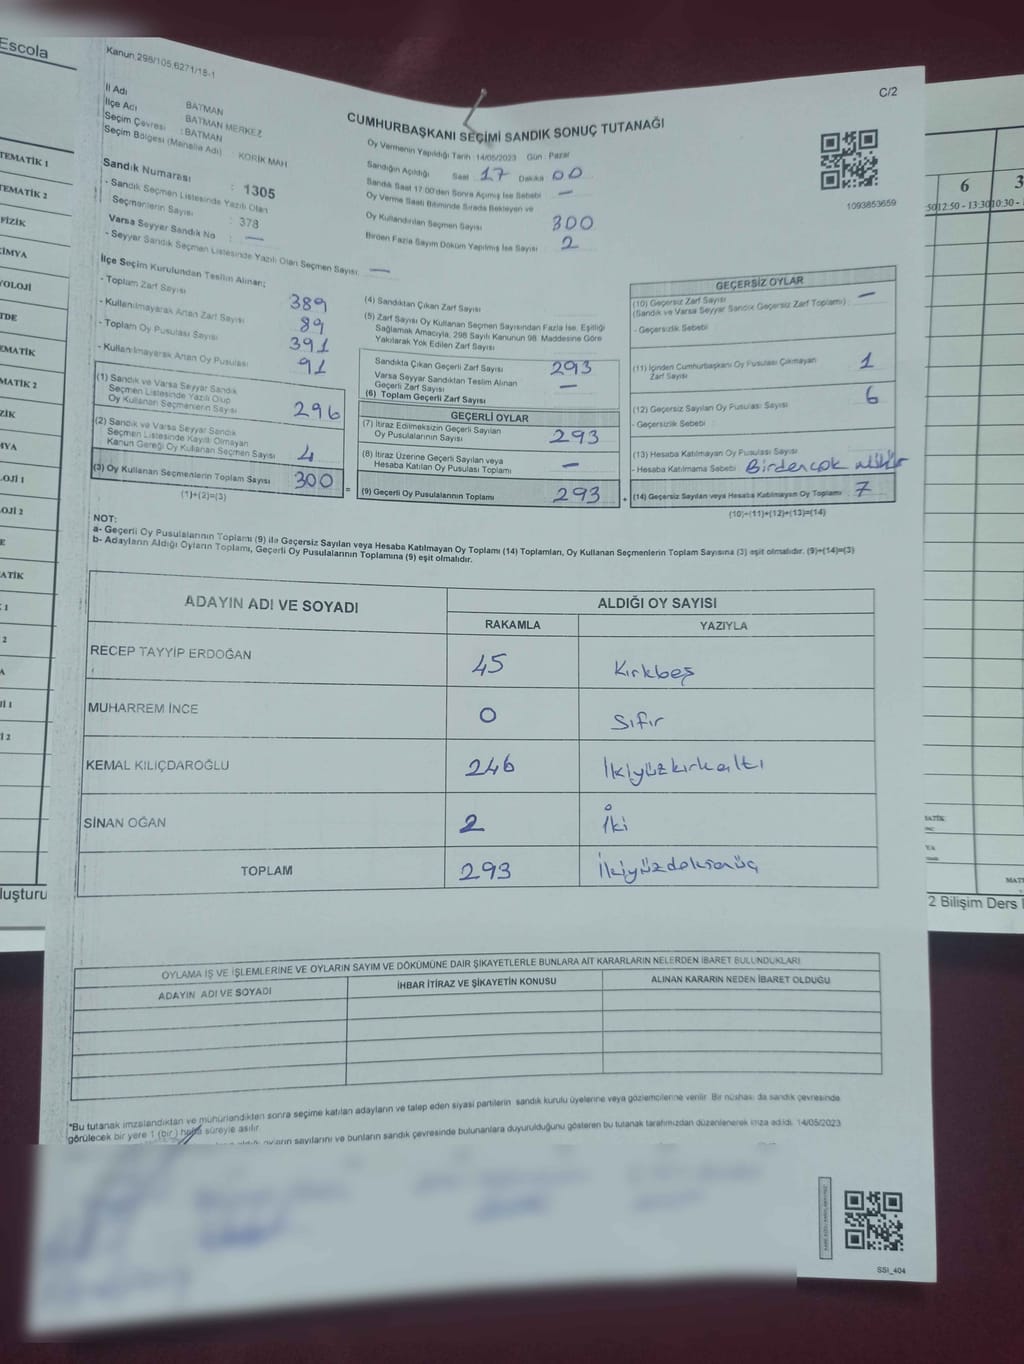 Kanun 298/105,6271/18-1
C/2
İl Adı BATMAN
İlçe Adı BATMAN MERKEZ
Seçim Çevresi : BATMAN
Seçim Bölgesi (Mahalle Adı) KORİK MAH
Sandık Numarası : 1305
- Sandık Seçmen Listesinde Yazılı Olan
Seçmenlerin Sayısı : 378
Varsa Seyyar Sandık No : —
- Seyyar Sandık Seçmen Listesinde Yazılı Olan Seçmen Sayısı: —
CUMHURBAŞKANI SEÇİMİ SANDIK SONUÇ TUTANAĞI
Oy Vermenin Yapıldığı Tarih : 14/05/2023 Gün : Pazar
Sandığın Açıldığı Saat : 17 Dakika 00
Sandık Saat 17:00'den Sonra Açılmış İse Sebebi —
Oy Verme Saati Bitiminde Sırada Bekleyen ve
Oy Kullandırılan Seçmen Sayısı 300
Birden Fazla Sayım Döküm Yapılmış İse Sayısı 2
1093853659
İlçe Seçim Kurulundan Teslim Alınan;
- Toplam Zarf Sayısı 389
- Kullanılmayarak Artan Zarf Sayısı 89
- Toplam Oy Pusulası Sayısı 391
- Kullanılmayarak Artan Oy Pusulası 91
(1) Sandık ve Varsa Seyyar Sandık
Seçmen Listesinde Yazılı Olup
Oy Kullanan Seçmenlerin Sayısı 296
(2) Sandık ve Varsa Seyyar Sandık
Seçmen Listesinde Kayıtlı Olmayan
Kanun Gereği Oy Kullanan Seçmen Sayısı 4
(3) Oy Kullanan Seçmenlerin Toplam Sayısı 300
(1)+(2)=(3)
(4) Sandıktan Çıkan Zarf Sayısı
(5) Zarf Sayısı Oy Kullanan Seçmen Sayısından Fazla İse, Eşitliği
Sağlamak Amacıyla, 298 Sayılı Kanunun 98. Maddesine Göre
Yakılarak Yok Edilen Zarf Sayısı
Sandıkta Çıkan Geçerli Zarf Sayısı 293
Varsa Seyyar Sandıktan Teslim Alınan
Geçerli Zarf Sayısı —
(6) Toplam Geçerli Zarf Sayısı
GEÇERLİ OYLAR
(7) İtiraz Edilmeksizin Geçerli Sayılan
Oy Pusulalarının Sayısı 293
(8) İtiraz Üzerine Geçerli Sayılan veya
Hesaba Katılan Oy Pusulası Toplamı —
= (9) Geçerli Oy Pusulalarının Toplamı 293 +
GEÇERSİZ OYLAR
(10) Geçersiz Zarf Sayısı —
(Sandık ve Varsa Seyyar Sandık Geçersiz Zarf Toplamı)
- Geçersizlik Sebebi
(11) İçinden Cumhurbaşkanı Oy Pusulası Çıkmayan
Zarf Sayısı 1
(12) Geçersiz Sayılan Oy Pusulası Sayısı 6
- Geçersizlik Sebebi
(13) Hesaba Katılmayan Oy Pusulası Sayısı
- Hesaba Katılmama Sebebi Birden çok
(14) Geçersiz Sayılan veya Hesaba Katılmayan Oy Toplamı 7
(10)+(11)+(12)+(13)=(14)
NOT:
a- Geçerli Oy Pusulalarının Toplamı (9) ile Geçersiz Sayılan veya Hesaba Katılmayan Oy Toplamı (14) Toplamları, Oy Kullanan Seçmenlerin Toplam Sayısına (3) eşit olmalıdır. (9)+(14)=(3)
b- Adayların Aldığı Oyların Toplamı, Geçerli Oy Pusulalarının Toplamına (9) eşit olmalıdır.
ADAYIN ADI VE SOYADI ALDIĞI OY SAYISI
RAKAMLA YAZIYLA
RECEP TAYYİP ERDOĞAN 45 Kırkbeş
MUHARREM İNCE 0 Sıfır
KEMAL KILIÇDAROĞLU 246 İkiyüzkırkaltı
SİNAN OĞAN 2 İki
TOPLAM 293 İkiyüzdoksanüç
OYLAMA İŞ VE İŞLEMLERİNE VE OYLARIN SAYIM VE DÖKÜMÜNE DAİR ŞİKAYETLERLE BUNLARA AİT KARARLARIN NELERDEN İBARET BULUNDUKLARI
ADAYIN ADI VE SOYADI İHBAR İTİRAZ VE ŞİKAYETİN KONUSU ALINAN KARARIN NEDEN İBARET OLDUĞU
*Bu tutanak imzalandıktan ve mühürlendikten sonra seçime katılan adayların ve talep eden siyasi partilerin sandık kurulu üyelerine veya gözlemcilerine verilir. Bir nüshası da sandık çevresinde
görülecek bir yere 1 (bir) hafta süreyle asılır.
oyların sayılarını ve bunların sandık çevresinde bulunanlara duyurulduğunu gösteren bu tutanak tarafımızdan düzenlenerek imza edildi. 14/05/2023
SSI_404
Escola
TEMATİK 1
TEMATİK 2
FİZİK
KİMYA
YOLOJİ
TDE
EMATİK
MATİK 2
ZİK
MYA
LOJİ 1
OJİ 2
E
ATİK
luşturu
6
3
12:50 - 13:30
10:30 -
MATİK
2 Bilişim Ders